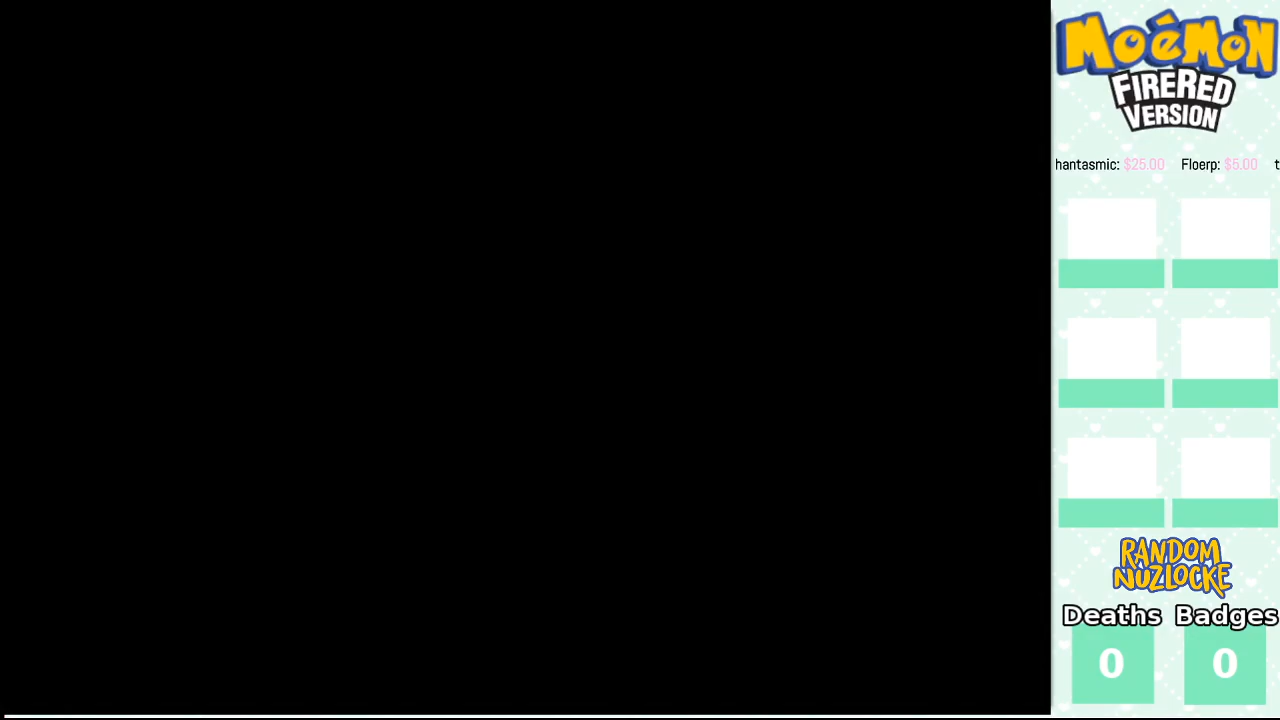 MoéMoN
FIRERED
VERSION
hantasmic: $25.00 Floerp: $5.00 t
RANDOM
NUZLOCKE
Deaths Badges
0 0